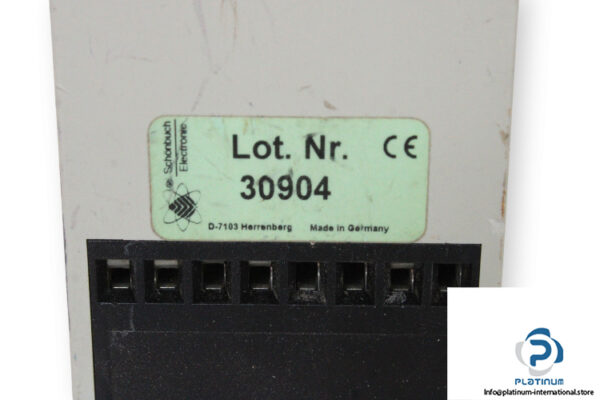 Schönbuch
Electronic
Lot. Nr. CE
30904
D-7103 Herrenberg Made in Germany
PLATINUM
Info@platinum-international.store